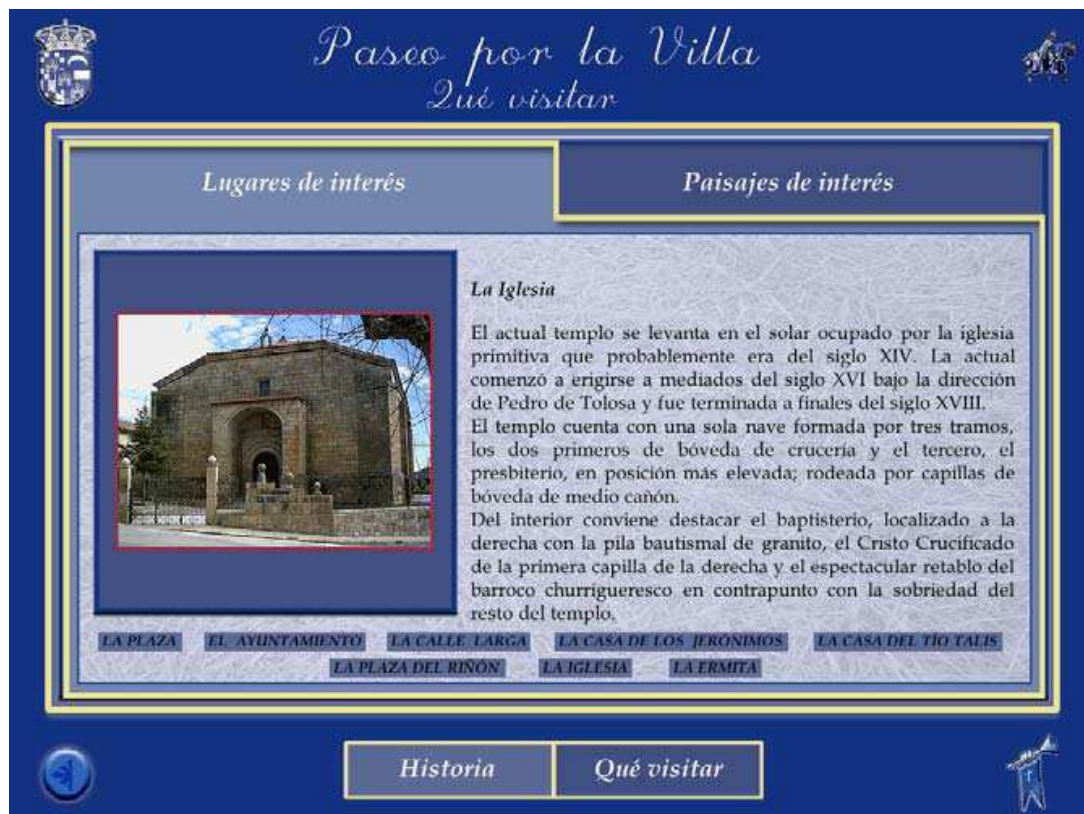 Paseo por la Villa
Qué visitar
Lugares de interés
Paisajes de interés
La Iglesia
El actual templo se levanta en el solar ocupado por la iglesia
primitiva que probablemente era del siglo XIV. La actual
comenzó a erigirse a mediados del siglo XVI bajo la dirección
de Pedro de Tolosa y fue terminada a finales del siglo XVIII.
El templo cuenta con una sola nave formada por tres tramos,
los dos primeros de bóveda de crucería y el tercero, el
presbiterio, en posición más elevada; rodeada por capillas de
bóveda de medio cañón.
Del interior conviene destacar el baptisterio, localizado a la
derecha con la pila bautismal de granito, el Cristo Crucificado
de la primera capilla de la derecha y el espectacular retablo del
barroco churrigueresco en contrapunto con la sobriedad del
resto del templo.
LA PLAZA EL AYUNTAMIENTO LA CALLE LARGA LA CASA DE LOS JERONIMOS LA CASA DEL TÍO TALIS
LA PLAZA DEL RIÑÓN LA IGLESIA LA ERMITA
Historia
Qué visitar